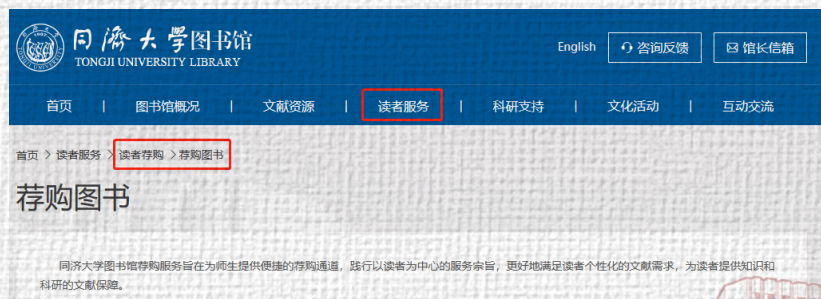 同濟大學图书馆
TONGJI UNIVERSITY LIBRARY
English 咨询反馈 馆长信箱
首页 | 图书馆概况 | 文献资源 | 读者服务 | 科研支持 | 文化活动 | 互动交流
首页 > 读者服务 > 读者荐购 > 荐购图书
荐购图书
同济大学图书馆荐购服务旨在为师生提供便捷的荐购通道，践行以读者为中心的服务宗旨，更好地满足读者个性化的文献需求，为读者提供知识和
科研的文献保障。